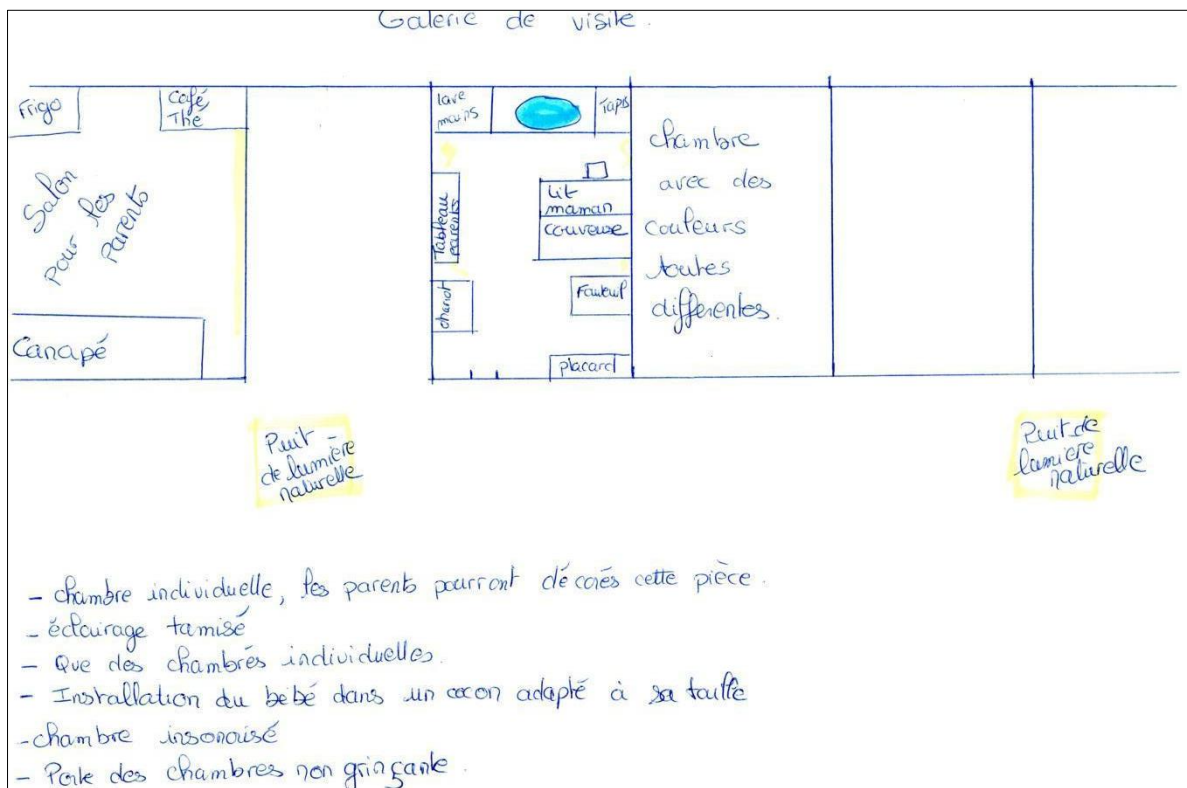 Galerie de visite.
Frigo
Café,
Thé
Salon
pour les
parents
Canapé
lave
mains
Tapis
Tableau
parents
chariot
Lit
maman
couveuse
Fauteuil
placard
chambre
avec des
couleurs
toutes
differentes.
Puit
de lumière
naturelle
Puit de
lumière
naturelle
- chambre individuelle, les parents pourront décorés cette pièce.
- éclairage tamisé
- Que des chambrés individuelles.
- Installation du bébé dans un cocon adapté à sa taille
- chambre insonorisé
- Porte des chambres non grinçante.